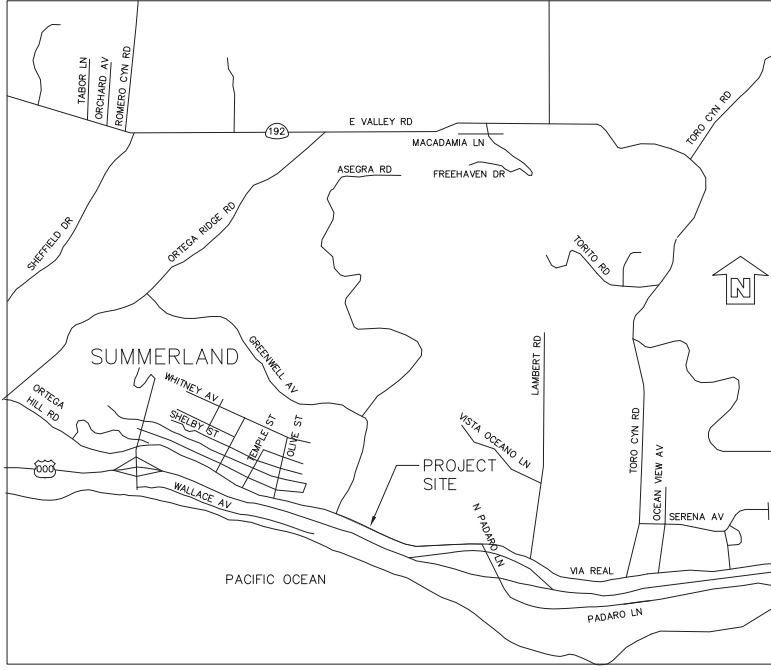 TABOR LN
ORCHARD AV
ROMERO CYN RD
192
E VALLEY RD
MACADAMIA LN
FREEHAVEN DR
TORO CYN RD
ASEGRA RD
SHEFFIELD DR
ORTEGA RIDGE RD
TORITO RD
N
GREENWELL AV
SUMMERLAND
LAMBERT RD
ORTEGA
HILL RD
WHITNEY AV
SHELBY ST
TEMPLE ST
OLIVE ST
VISTA OCEANO LN
TORO CYN RD
OCEAN VIEW AV
000
PROJECT
SITE
WALLACE AV
N PADARO LN
SERENA AV
VIA REAL
PACIFIC OCEAN
PADARO LN